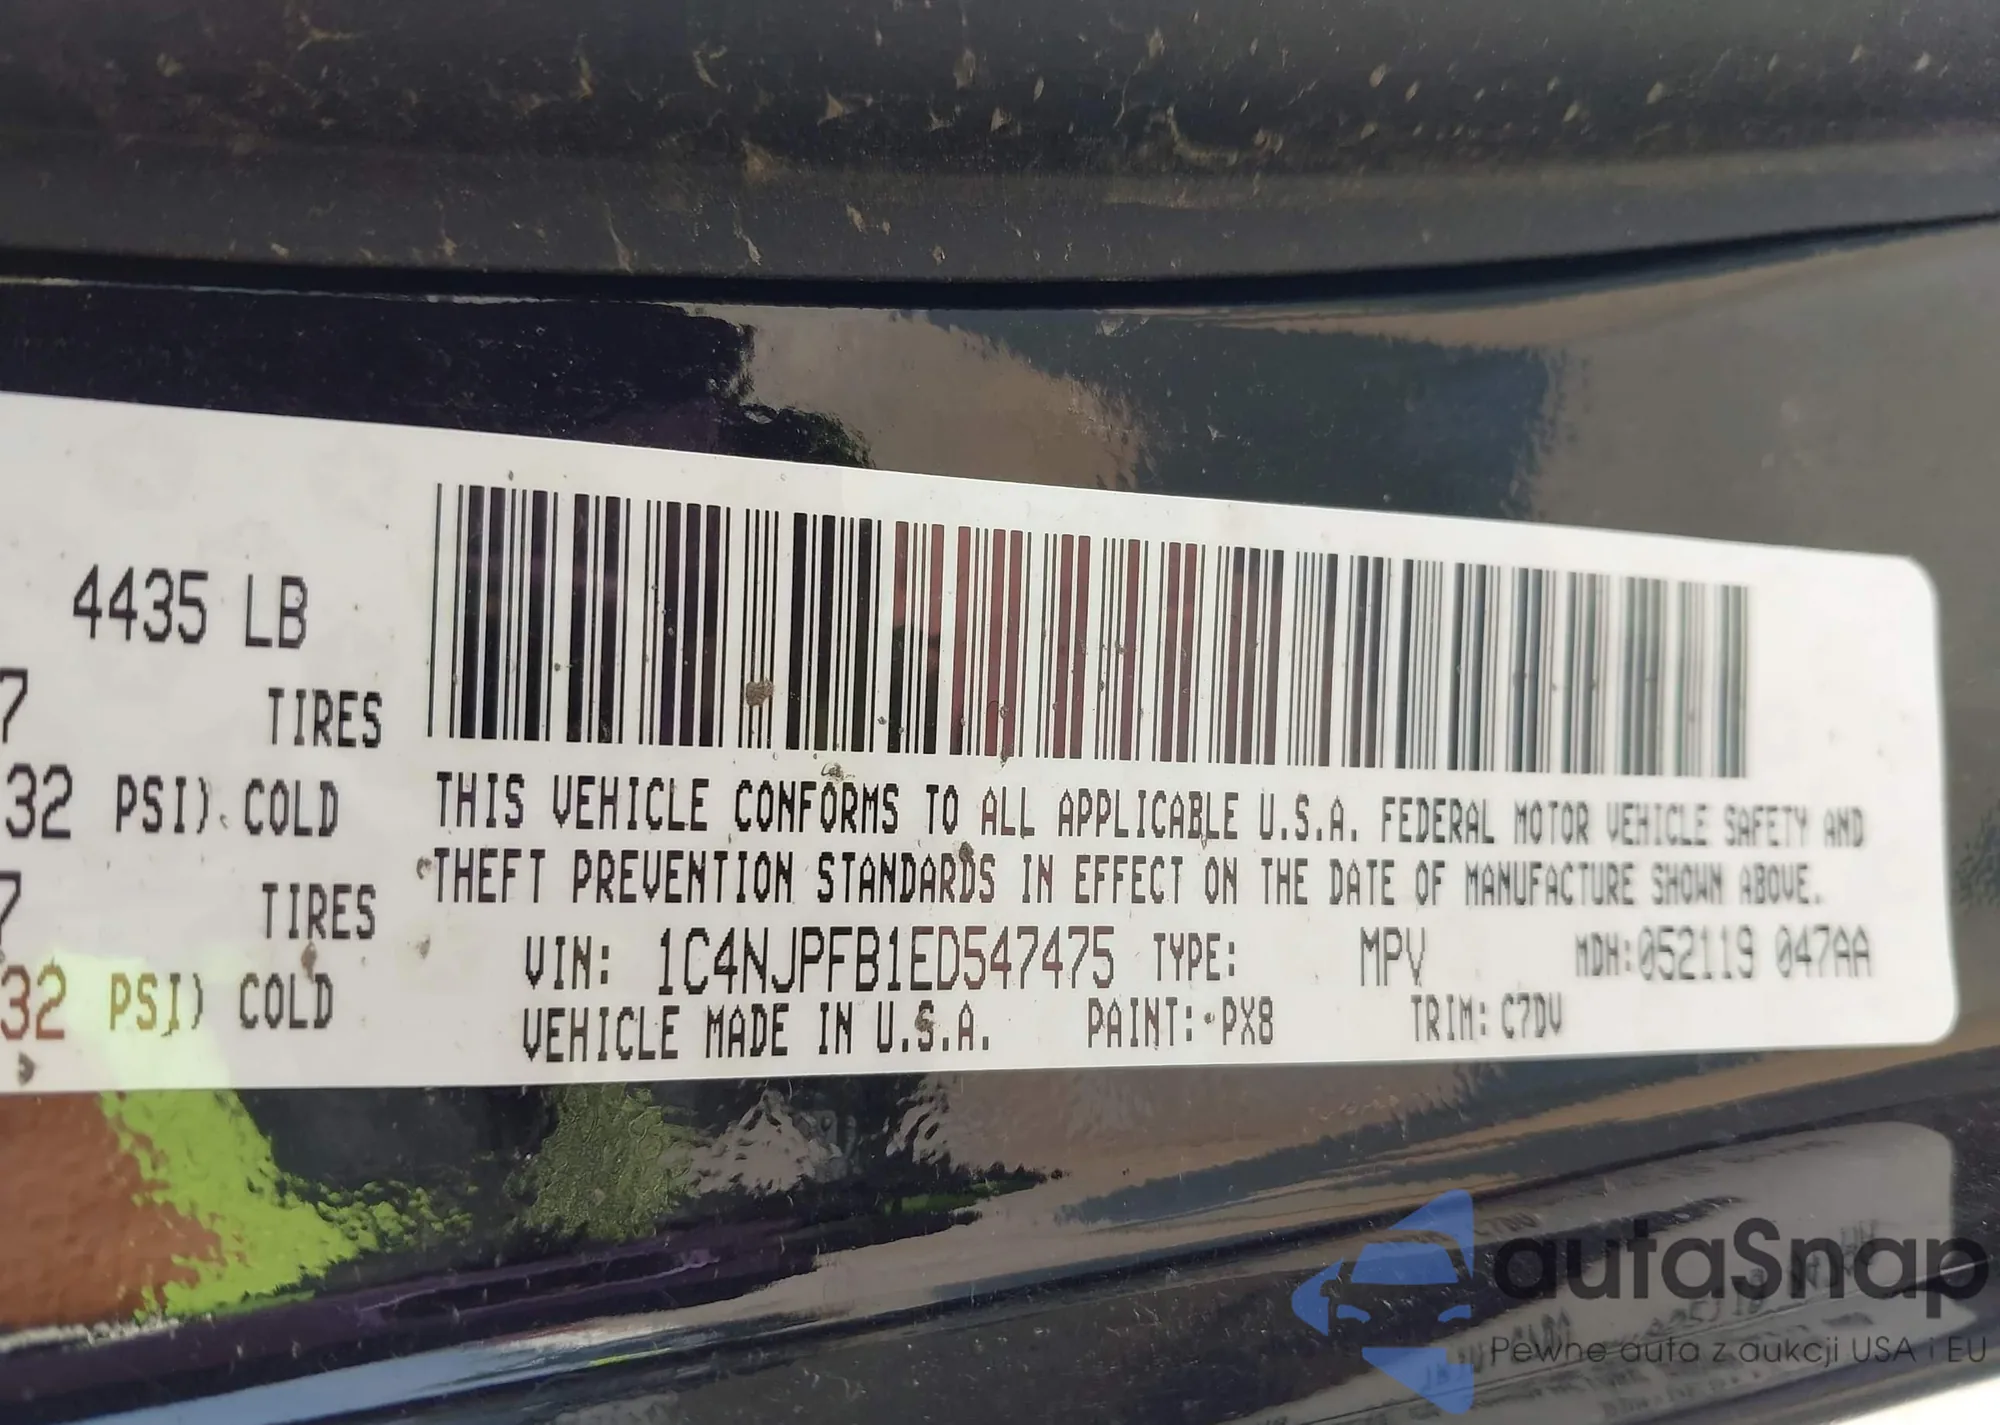 4435 LB
7 TIRES
32 PSI) COLD
7 TIRES
32 PSI) COLD
THIS VEHICLE CONFORMS TO ALL APPLICABLE U.S.A. FEDERAL MOTOR VEHICLE SAFETY AND
THEFT PREVENTION STANDARDS IN EFFECT ON THE DATE OF MANUFACTURE SHOWN ABOVE.
VIN: 1C4NJPFB1ED547475 TYPE: MPV MDH:052119 047AA
VEHICLE MADE IN U.S.A. PAINT: PX8 TRIM: C7DV
autaSnap
Pewne auta z aukcji USA i EU